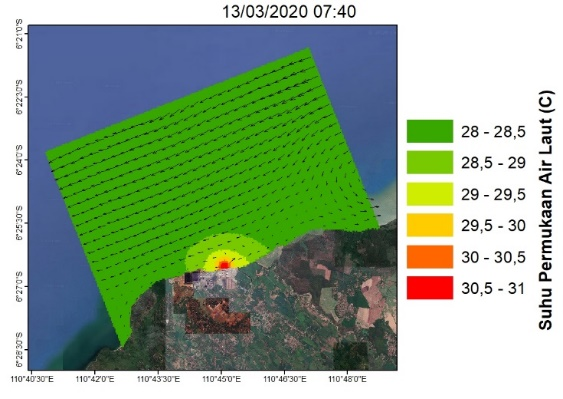 13/03/2020 07:40
6°21'0"S
6°22'30"S
6°24'0"S
6°25'30"S
6°27'0"S
6°28'30"S
110°40'30"E
110°42'0"E
110°43'30"E
110°45'0"E
110°46'30"E
110°48'0"E
28 - 28,5
28,5 - 29
29 - 29,5
29,5 - 30
30 - 30,5
30,5 - 31
Suhu Permukaan Air Laut (C)